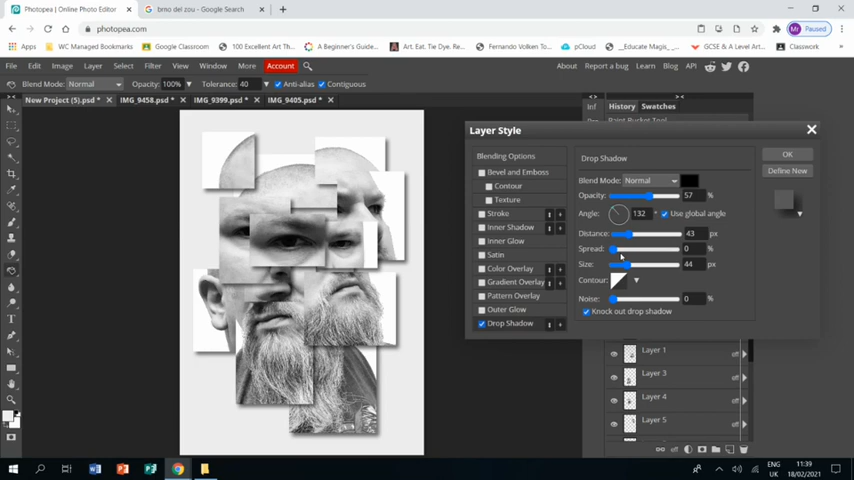 Photopea | Online Photo Editor
brno del zou - Google Search
photopea.com
Paused
Apps
WC Managed Bookmarks
Google Classroom
100 Excellent Art Th...
A Beginner's Guide...
Art. Eat. Tie Dye. Re...
Fernando Volken To...
pCloud
__Educate Magis_ -...
GCSE & A Level Art...
Classwork
File Edit Image Layer Select Filter View Window More Account
About Report a bug Learn Blog API
Blend Mode: Normal Opacity: 100% Tolerance: 40 Anti-alias Contiguous
New Project (5).psd * IMG_9458.psd * IMG_9399.psd * IMG_9405.psd *
Inf History Swatches
Paint Bucket Tool
Layer Style
Blending Options
Bevel and Emboss
Contour
Texture
Stroke
Inner Shadow
Inner Glow
Satin
Color Overlay
Gradient Overlay
Pattern Overlay
Outer Glow
Drop Shadow
Drop Shadow
Blend Mode: Normal
Opacity: 57 %
Angle: 132 ° Use global angle
Distance: 43 px
Spread: 0 %
Size: 44 px
Contour:
Noise: 0 %
Knock out drop shadow
OK
Define New
Layer 1
Layer 3
Layer 4
Layer 5
ENG
UK
11:39
18/02/2021